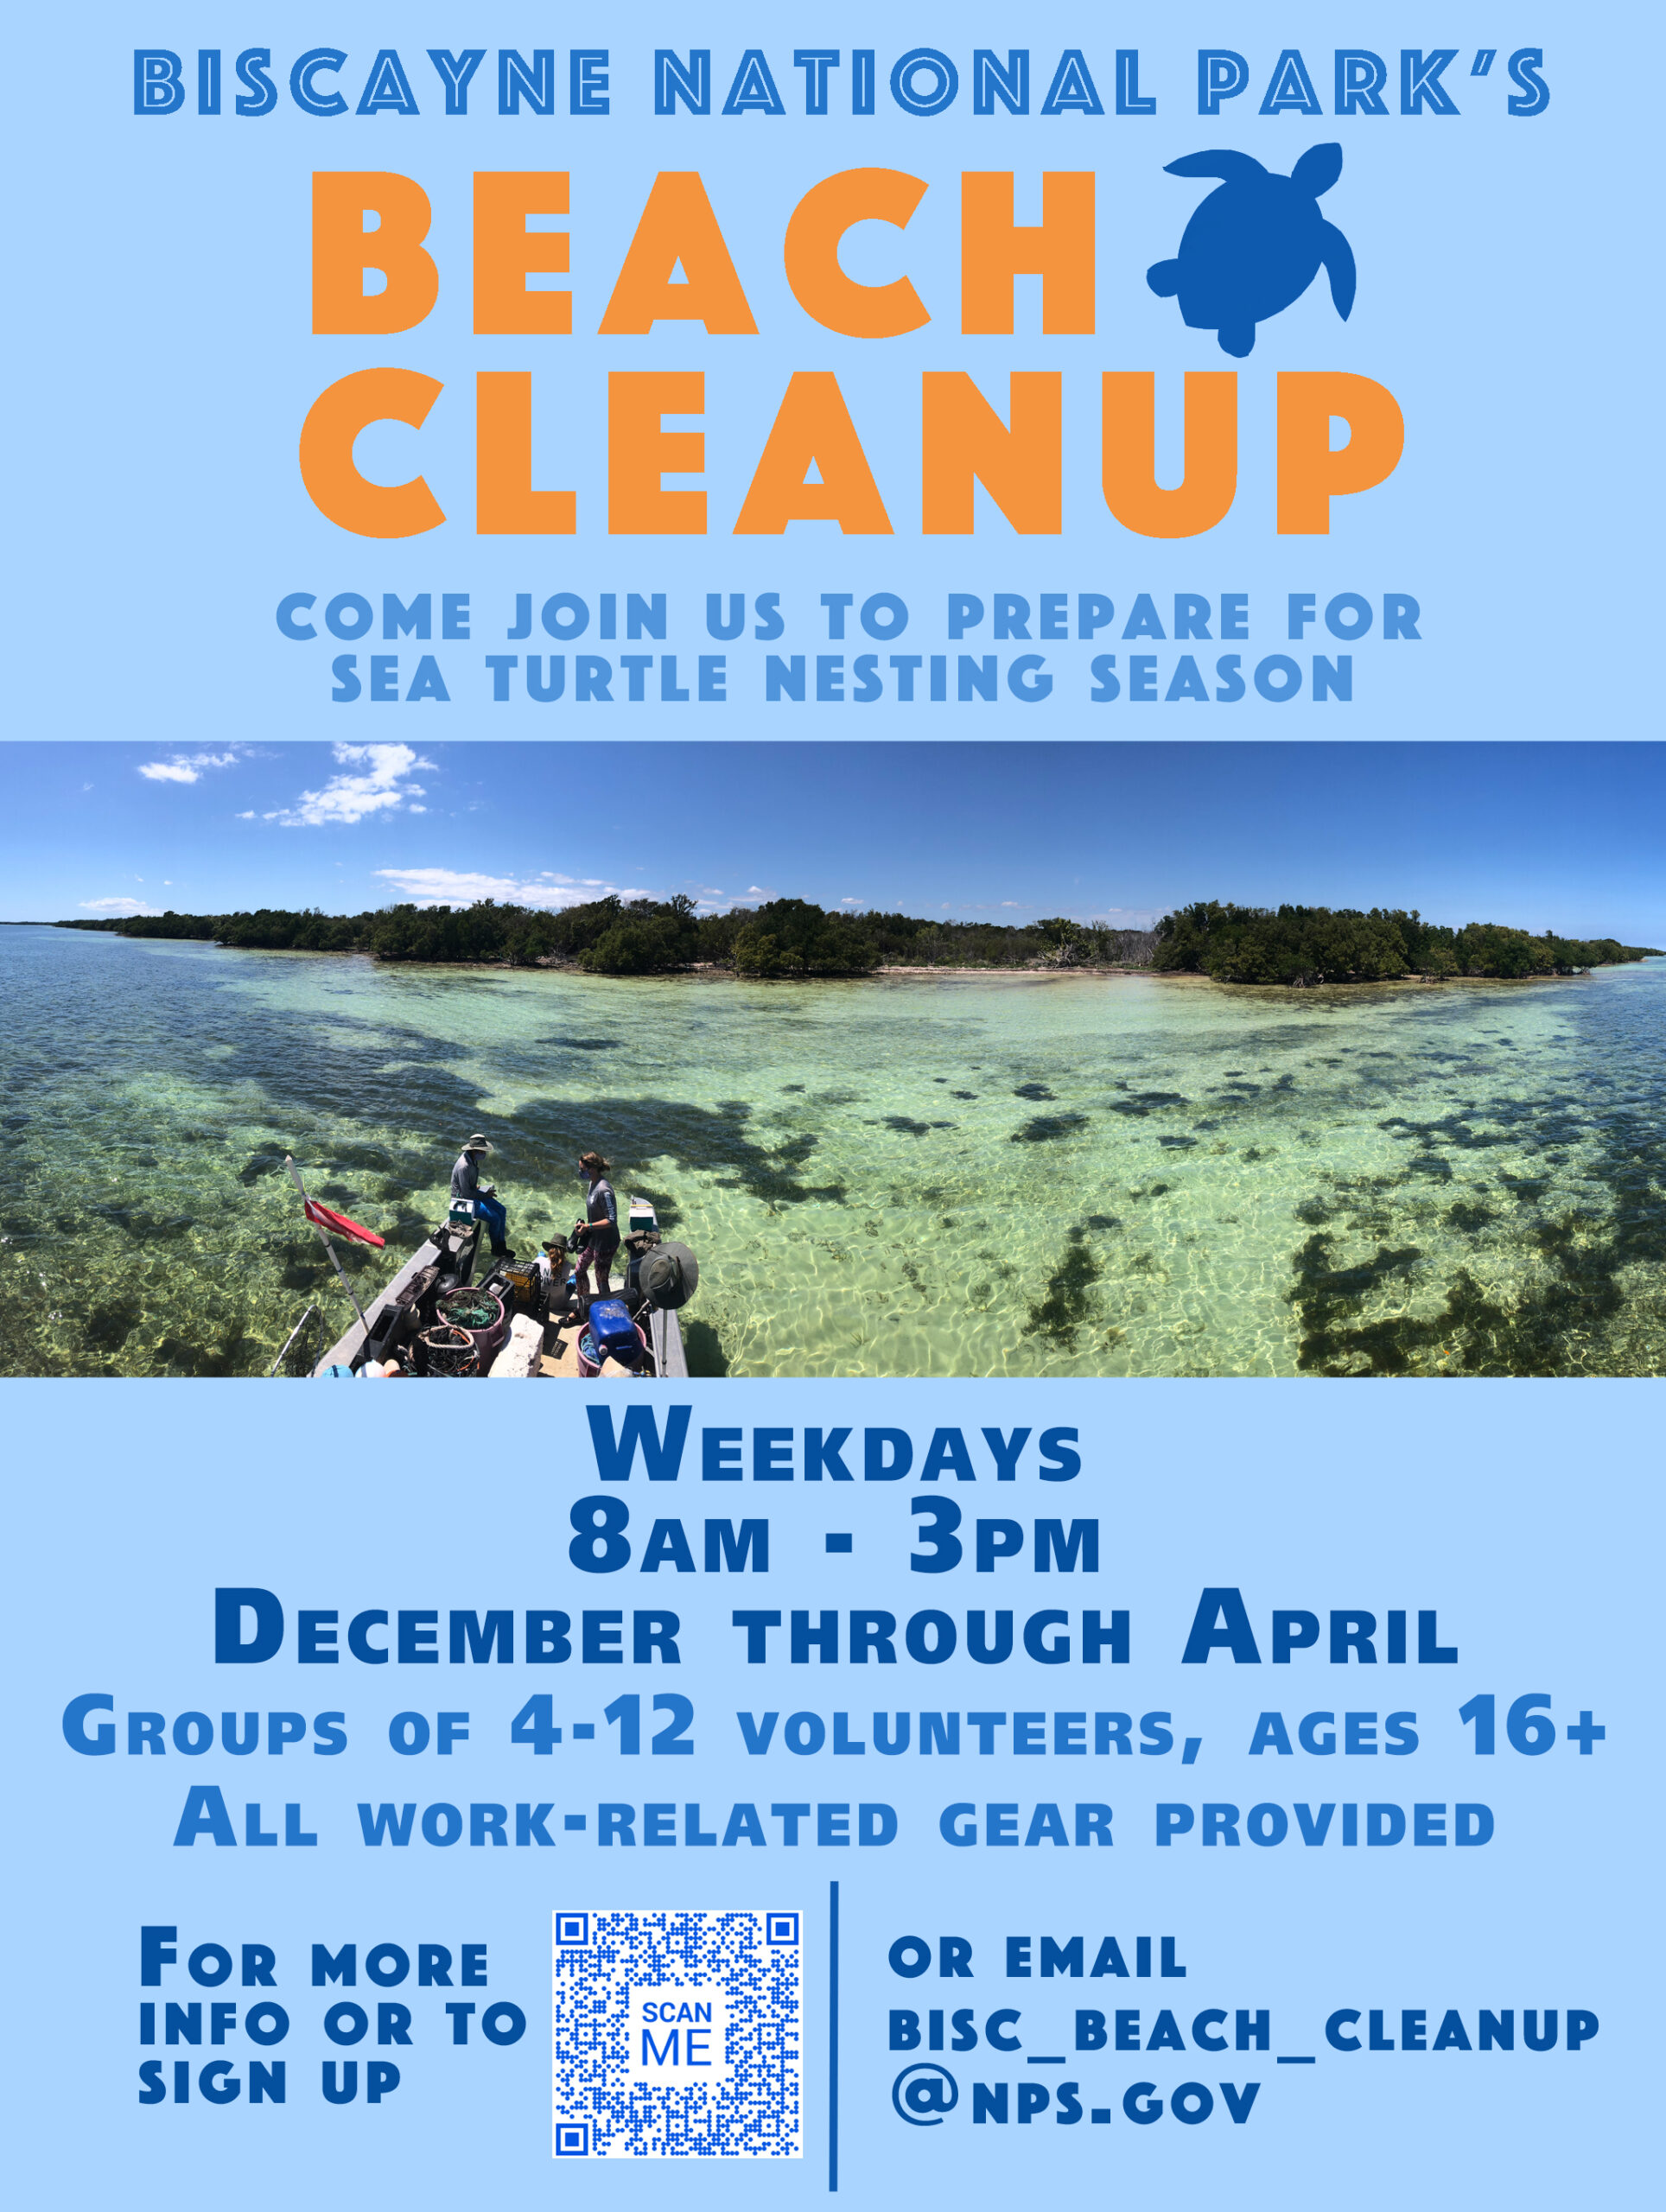 BISCAYNE NATIONAL PARK'S
BEACH
CLEANUP
COME JOIN US TO PREPARE FOR
SEA TURTLE NESTING SEASON
WEEKDAYS
8AM - 3PM
DECEMBER THROUGH APRIL
GROUPS OF 4-12 VOLUNTEERS, AGES 16+
ALL WORK-RELATED GEAR PROVIDED
FOR MORE
INFO OR TO
SIGN UP
SCAN
ME
OR EMAIL
BISC_BEACH_CLEANUP
@NPS.GOV